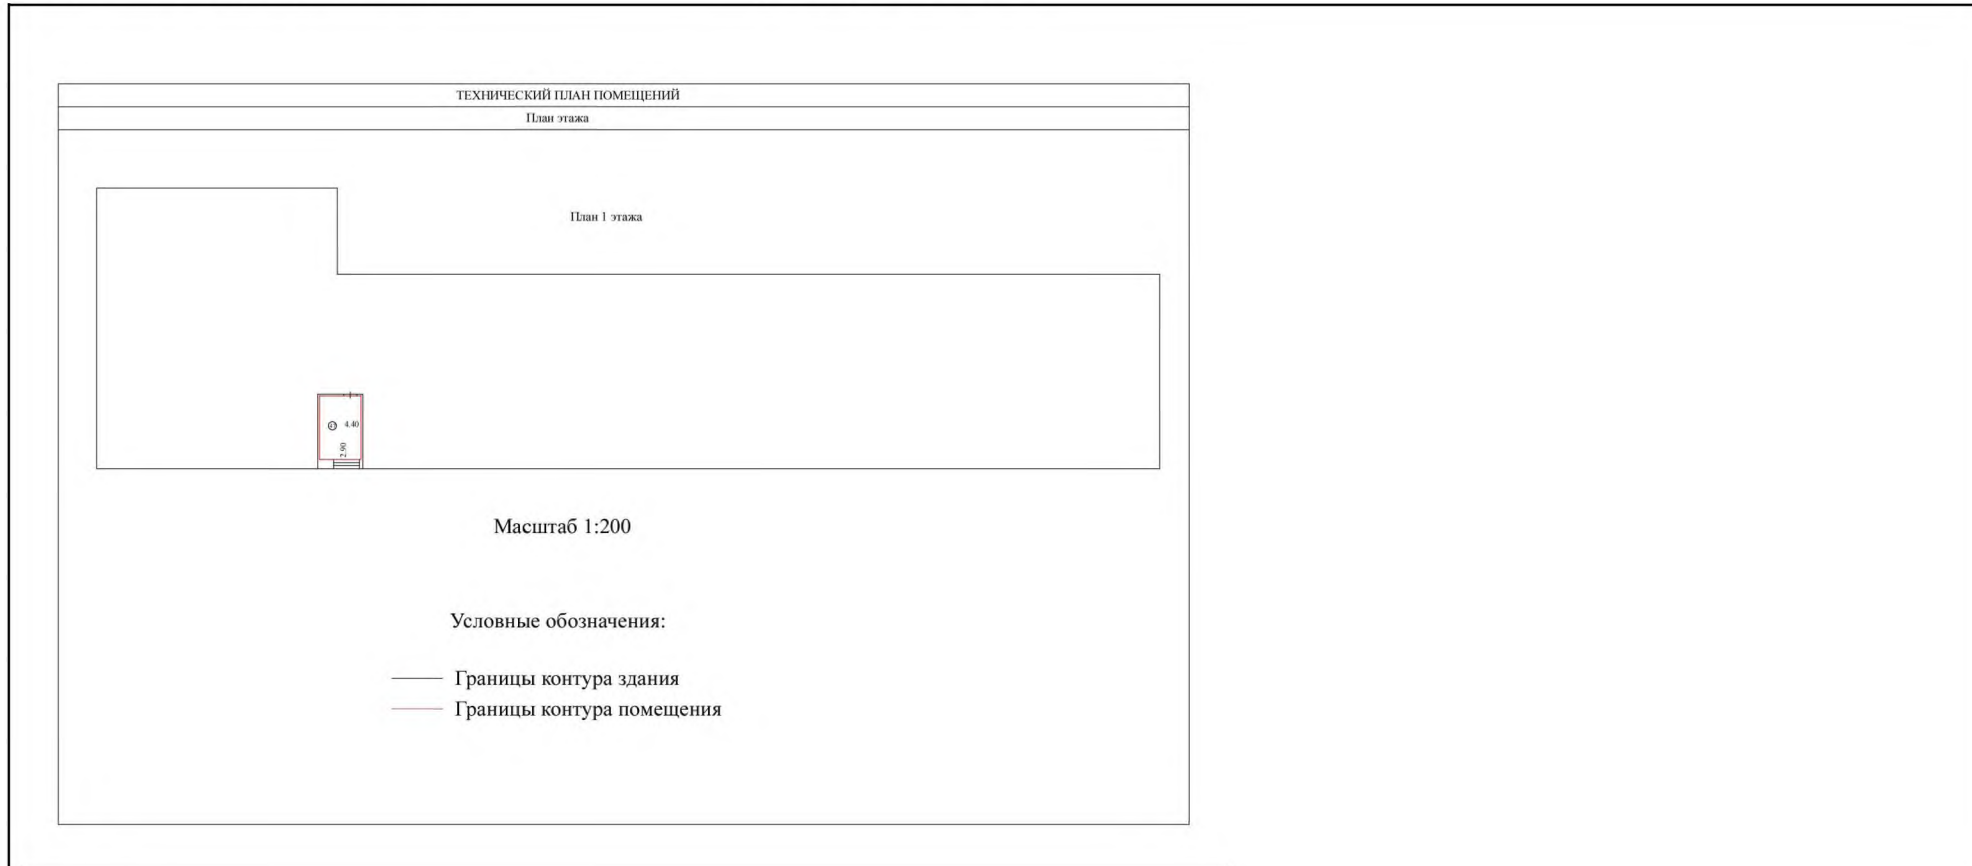 ТЕХНИЧЕСКИЙ ПЛАН ПОМЕЩЕНИЙ
План этажа
План 1 этажа
4.40
2.90
Масштаб 1:200
Условные обозначения:
Границы контура здания
Границы контура помещения